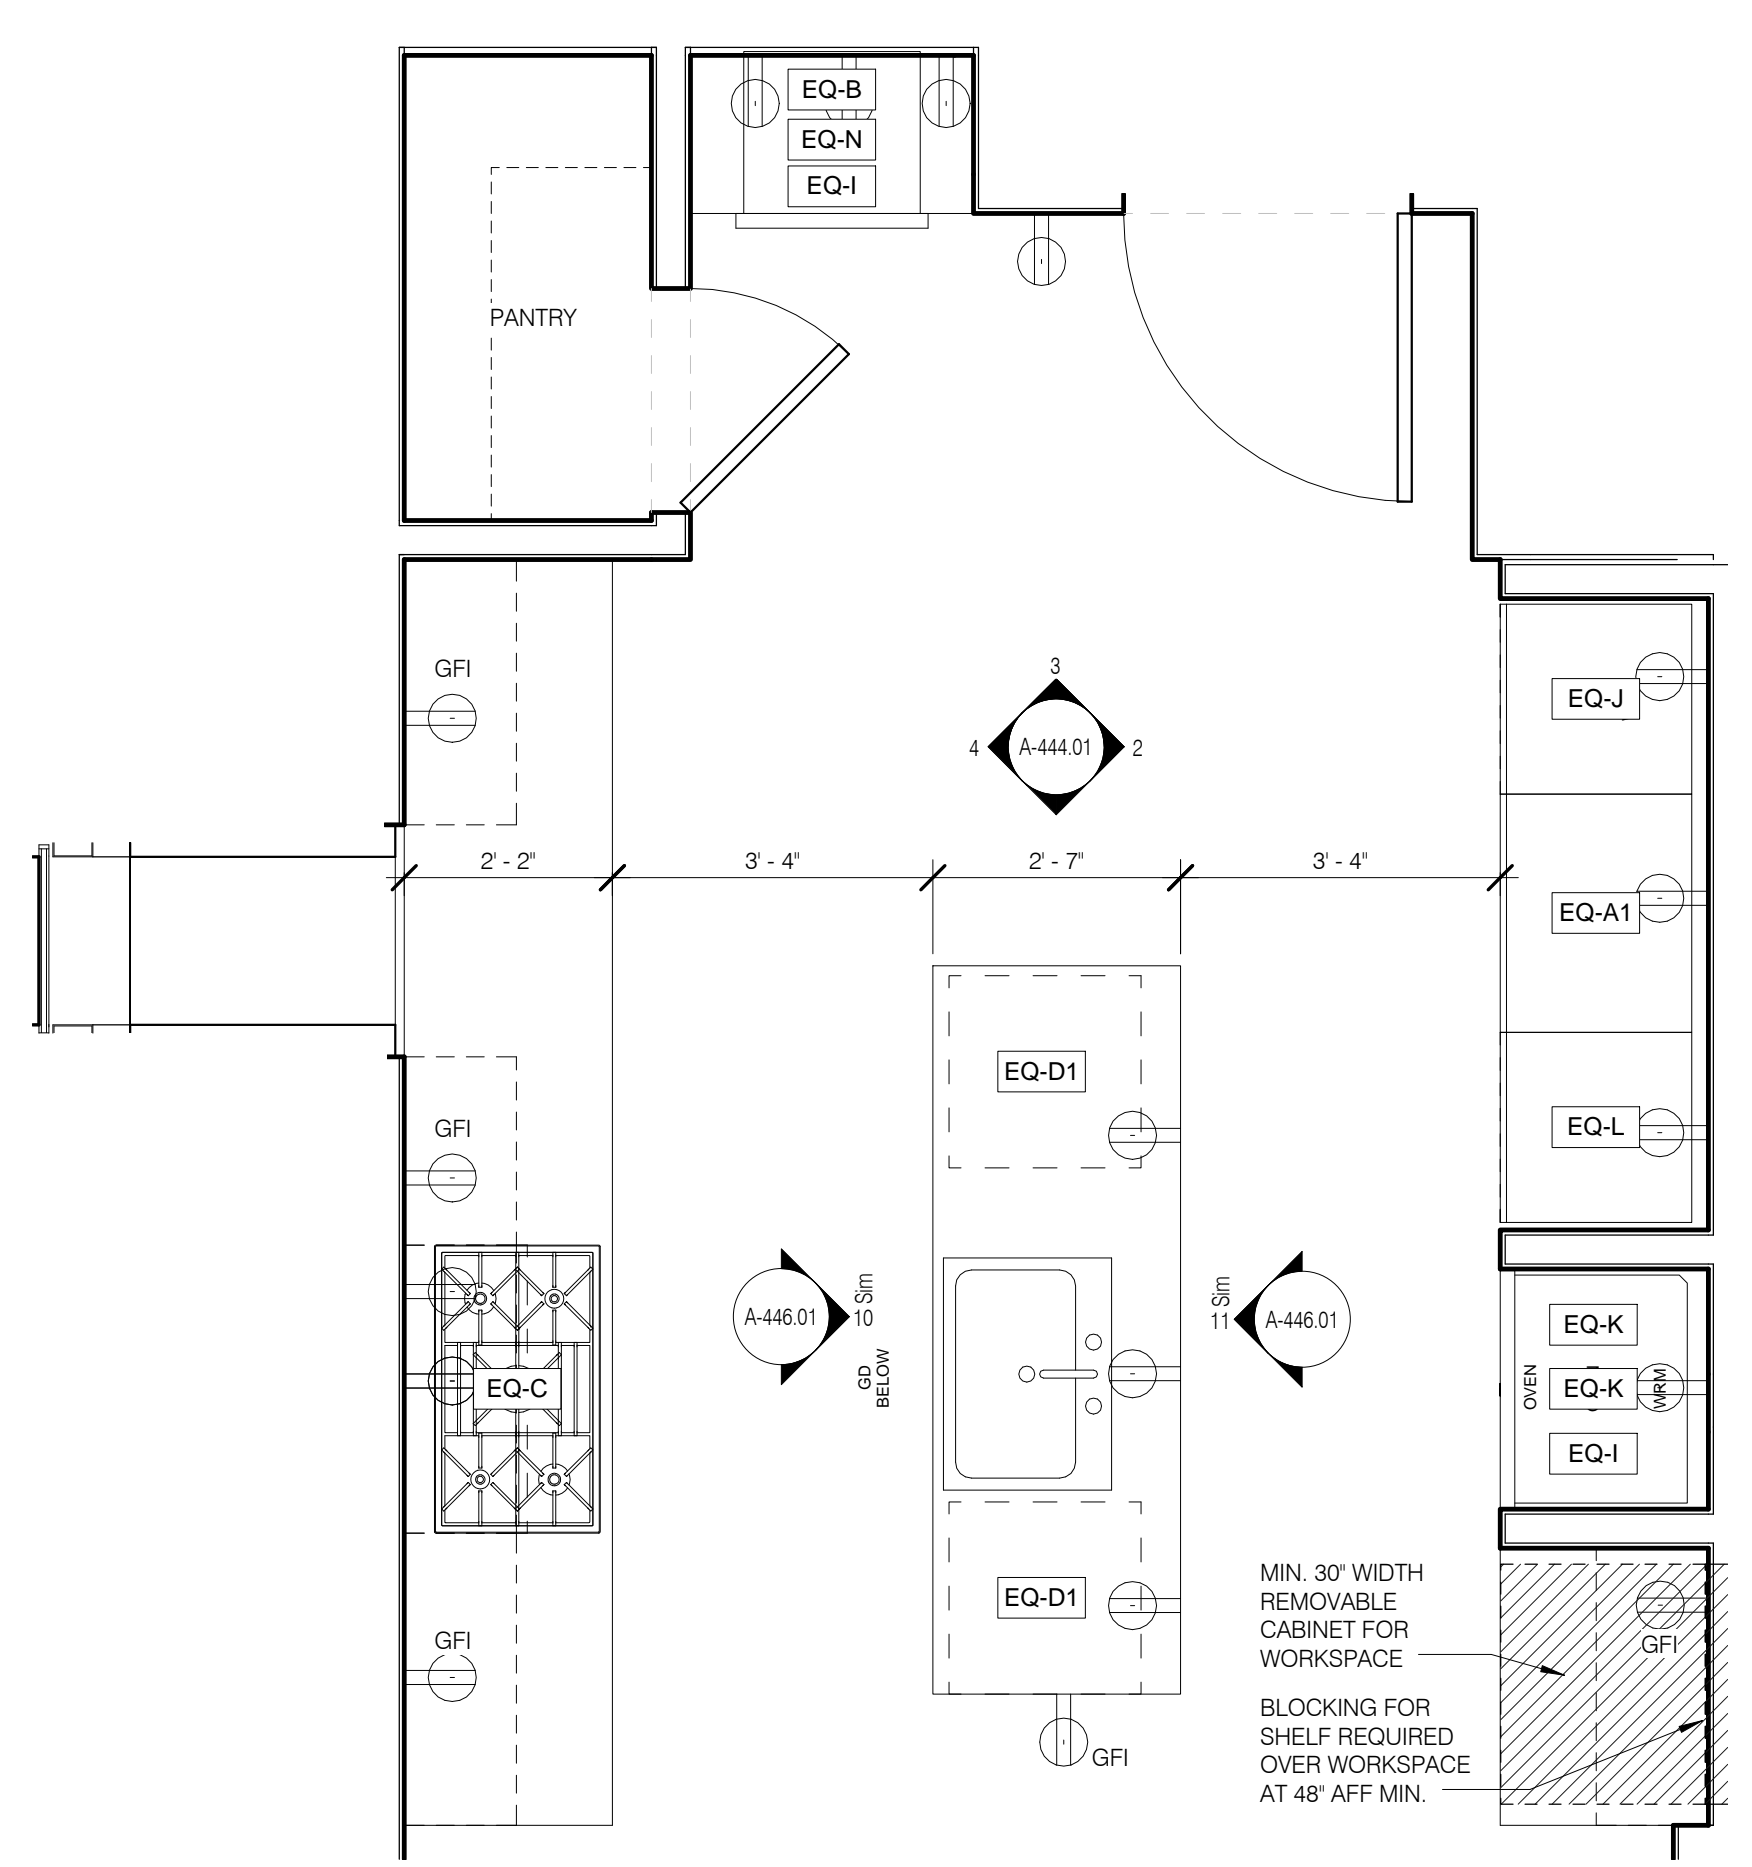 EQ-B
EQ-N
EQ-I
PANTRY
GFI
3
4
A-444.01
2
EQ-J
2' - 2"
3' - 4"
2' - 7"
3' - 4"
EQ-A1
EQ-D1
GFI
EQ-L
A-446.01
10
Sim
11
Sim
A-446.01
EQ-K
EQ-C
GD
BELOW
OVEN
EQ-K
WRM
EQ-I
EQ-D1
MIN. 30" WIDTH
REMOVABLE
CABINET FOR
WORKSPACE
GFI
GFI
BLOCKING FOR
SHELF REQUIRED
OVER WORKSPACE
AT 48" AFF MIN.
GFI